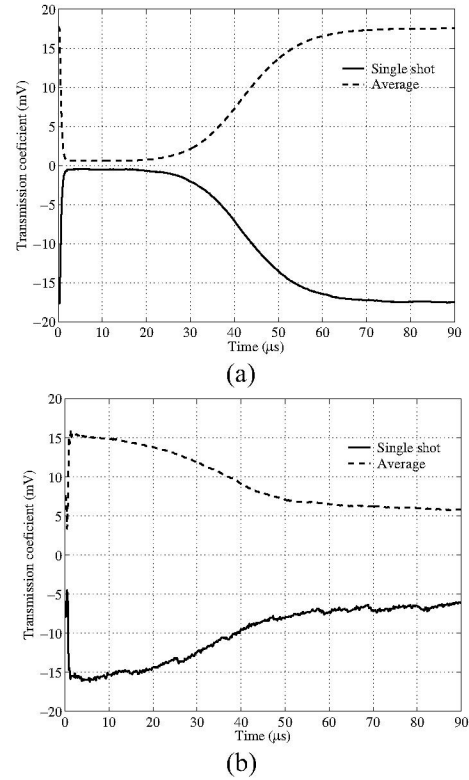 20
15
10
5
0
−5
−10
−15
−20
Transmission coeficient (mV)
Single shot
Average
0 10 20 30 40 50 60 70 80 90
Time (μs)
(a)
20
15
10
5
0
−5
−10
−15
−20
Transmission coeficient (mV)
Single shot
Average
0 10 20 30 40 50 60 70 80 90
Time (μs)
(b)